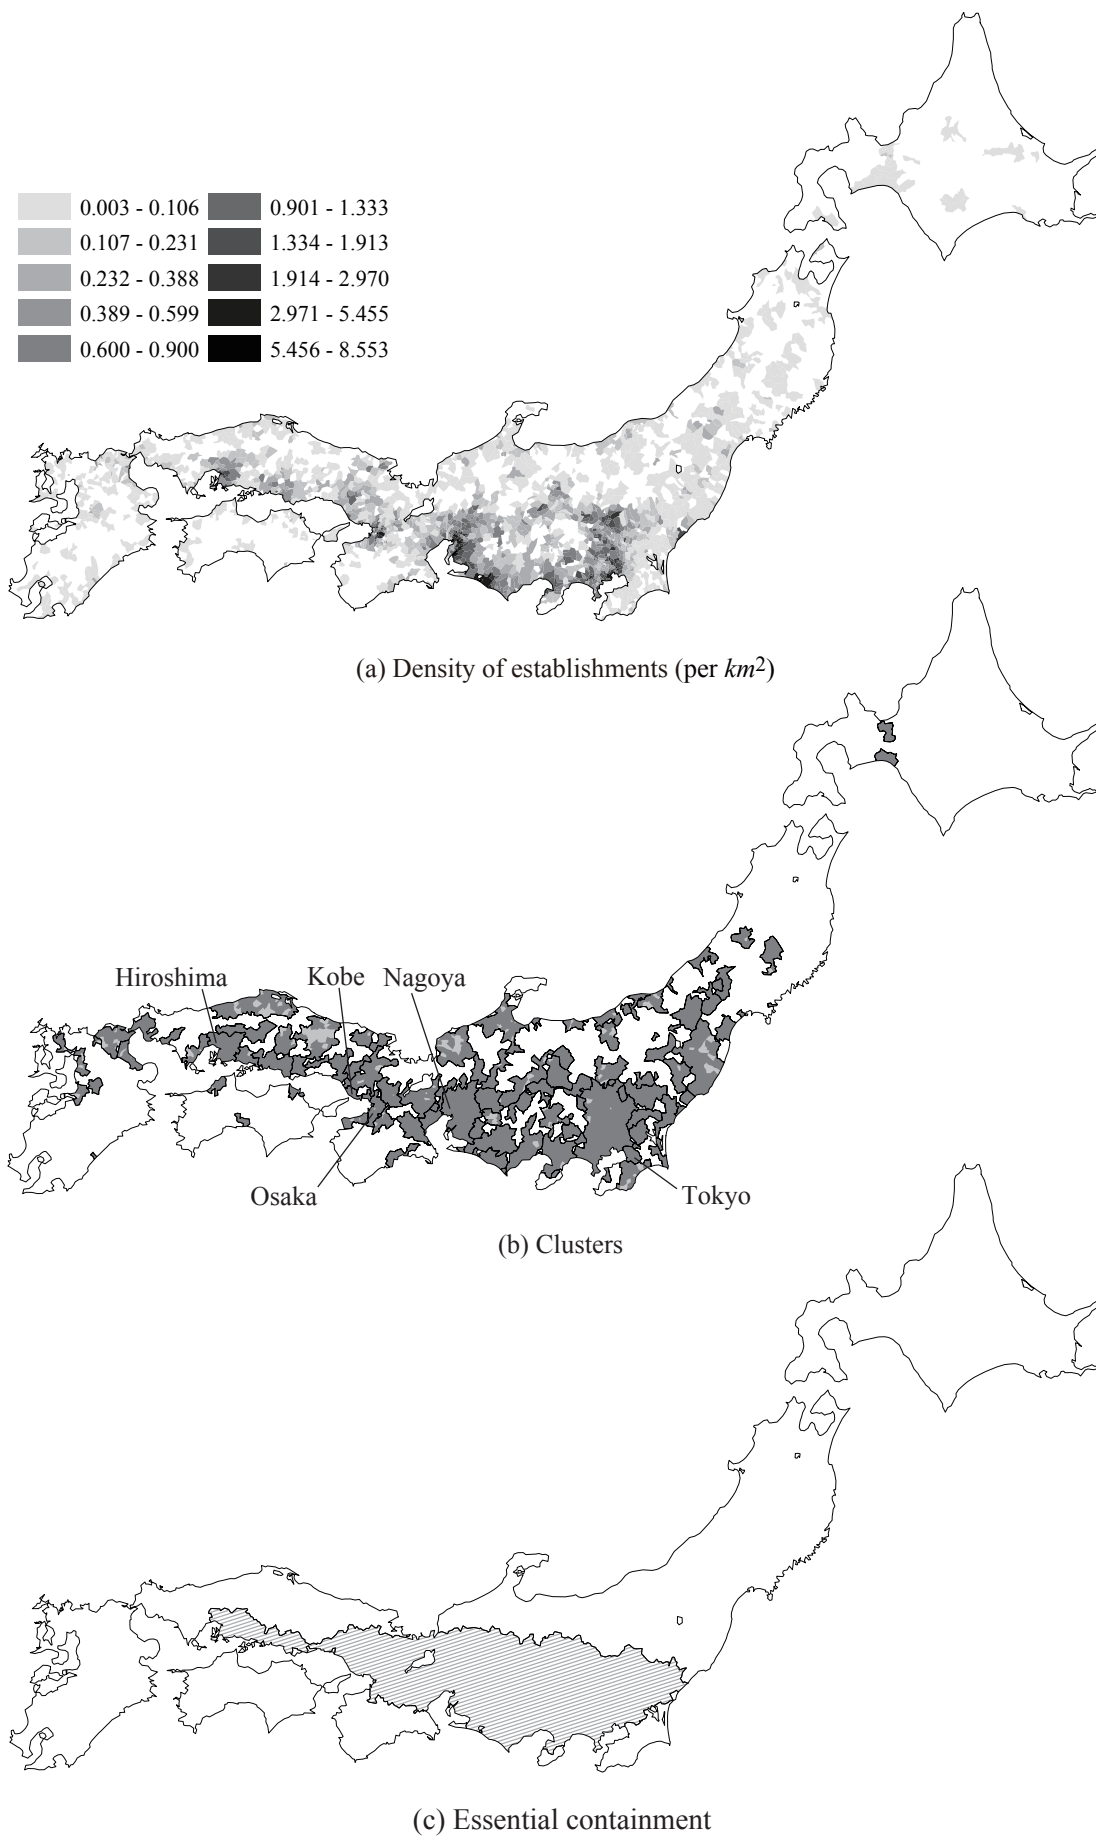 0.003 - 0.106 0.901 - 1.333
0.107 - 0.231 1.334 - 1.913
0.232 - 0.388 1.914 - 2.970
0.389 - 0.599 2.971 - 5.455
0.600 - 0.900 5.456 - 8.553
(a) Density of establishments (per km²)
Hiroshima Kobe Nagoya
Osaka Tokyo
(b) Clusters
(c) Essential containment